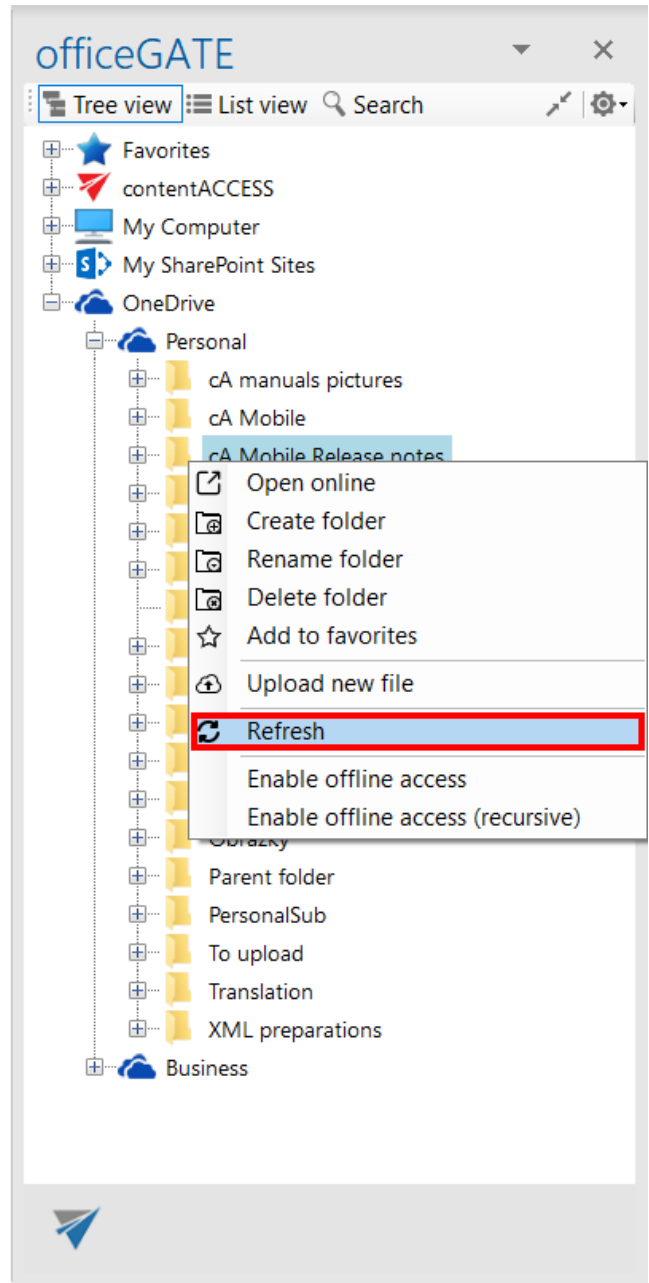 officeGATE
Tree view List view Search
Favorites
contentACCESS
My Computer
My SharePoint Sites
OneDrive
Personal
cA manuals pictures
cA Mobile
cA Mobile Release notes
Open online
Create folder
Rename folder
Delete folder
Add to favorites
Upload new file
Refresh
Enable offline access
Enable offline access (recursive)
Obrazky
Parent folder
PersonalSub
To upload
Translation
XML preparations
Business